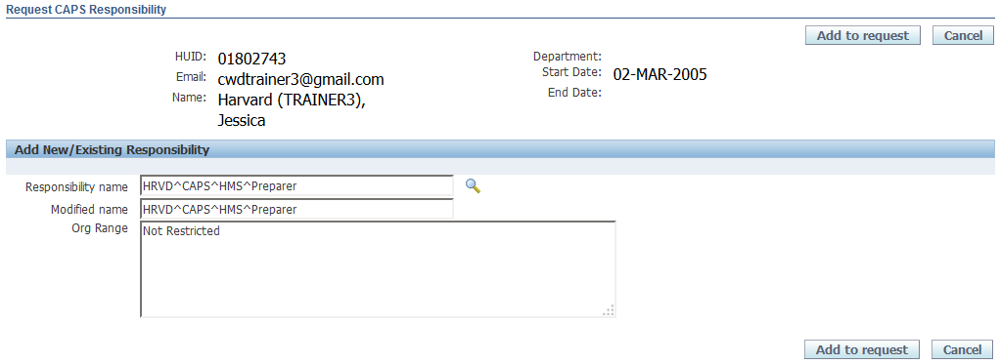 Request CAPS Responsibility
Add to request Cancel
HUID: 01802743 Department:
Email: cwdtrainer3@gmail.com Start Date: 02-MAR-2005
Name: Harvard (TRAINER3), End Date:
Jessica
Add New/Existing Responsibility
Responsibility name HRVD^CAPS^HMS^Preparer
Modified name HRVD^CAPS^HMS^Preparer
Org Range Not Restricted
Add to request Cancel